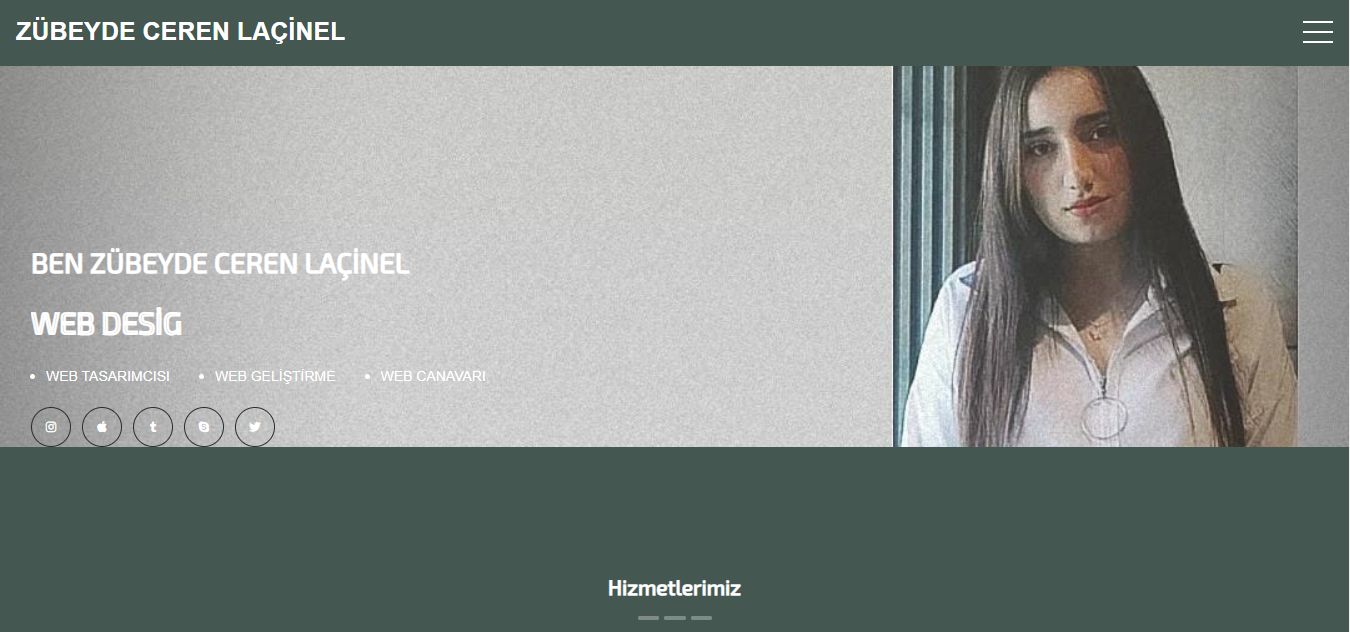 ZÜBEYDE CEREN LAÇİNEL
BEN ZÜBEYDE CEREN LAÇİNEL
WEB DESİG
• WEB TASARIMCISI • WEB GELİŞTİRME • WEB CANAVARI
Hizmetlerimiz